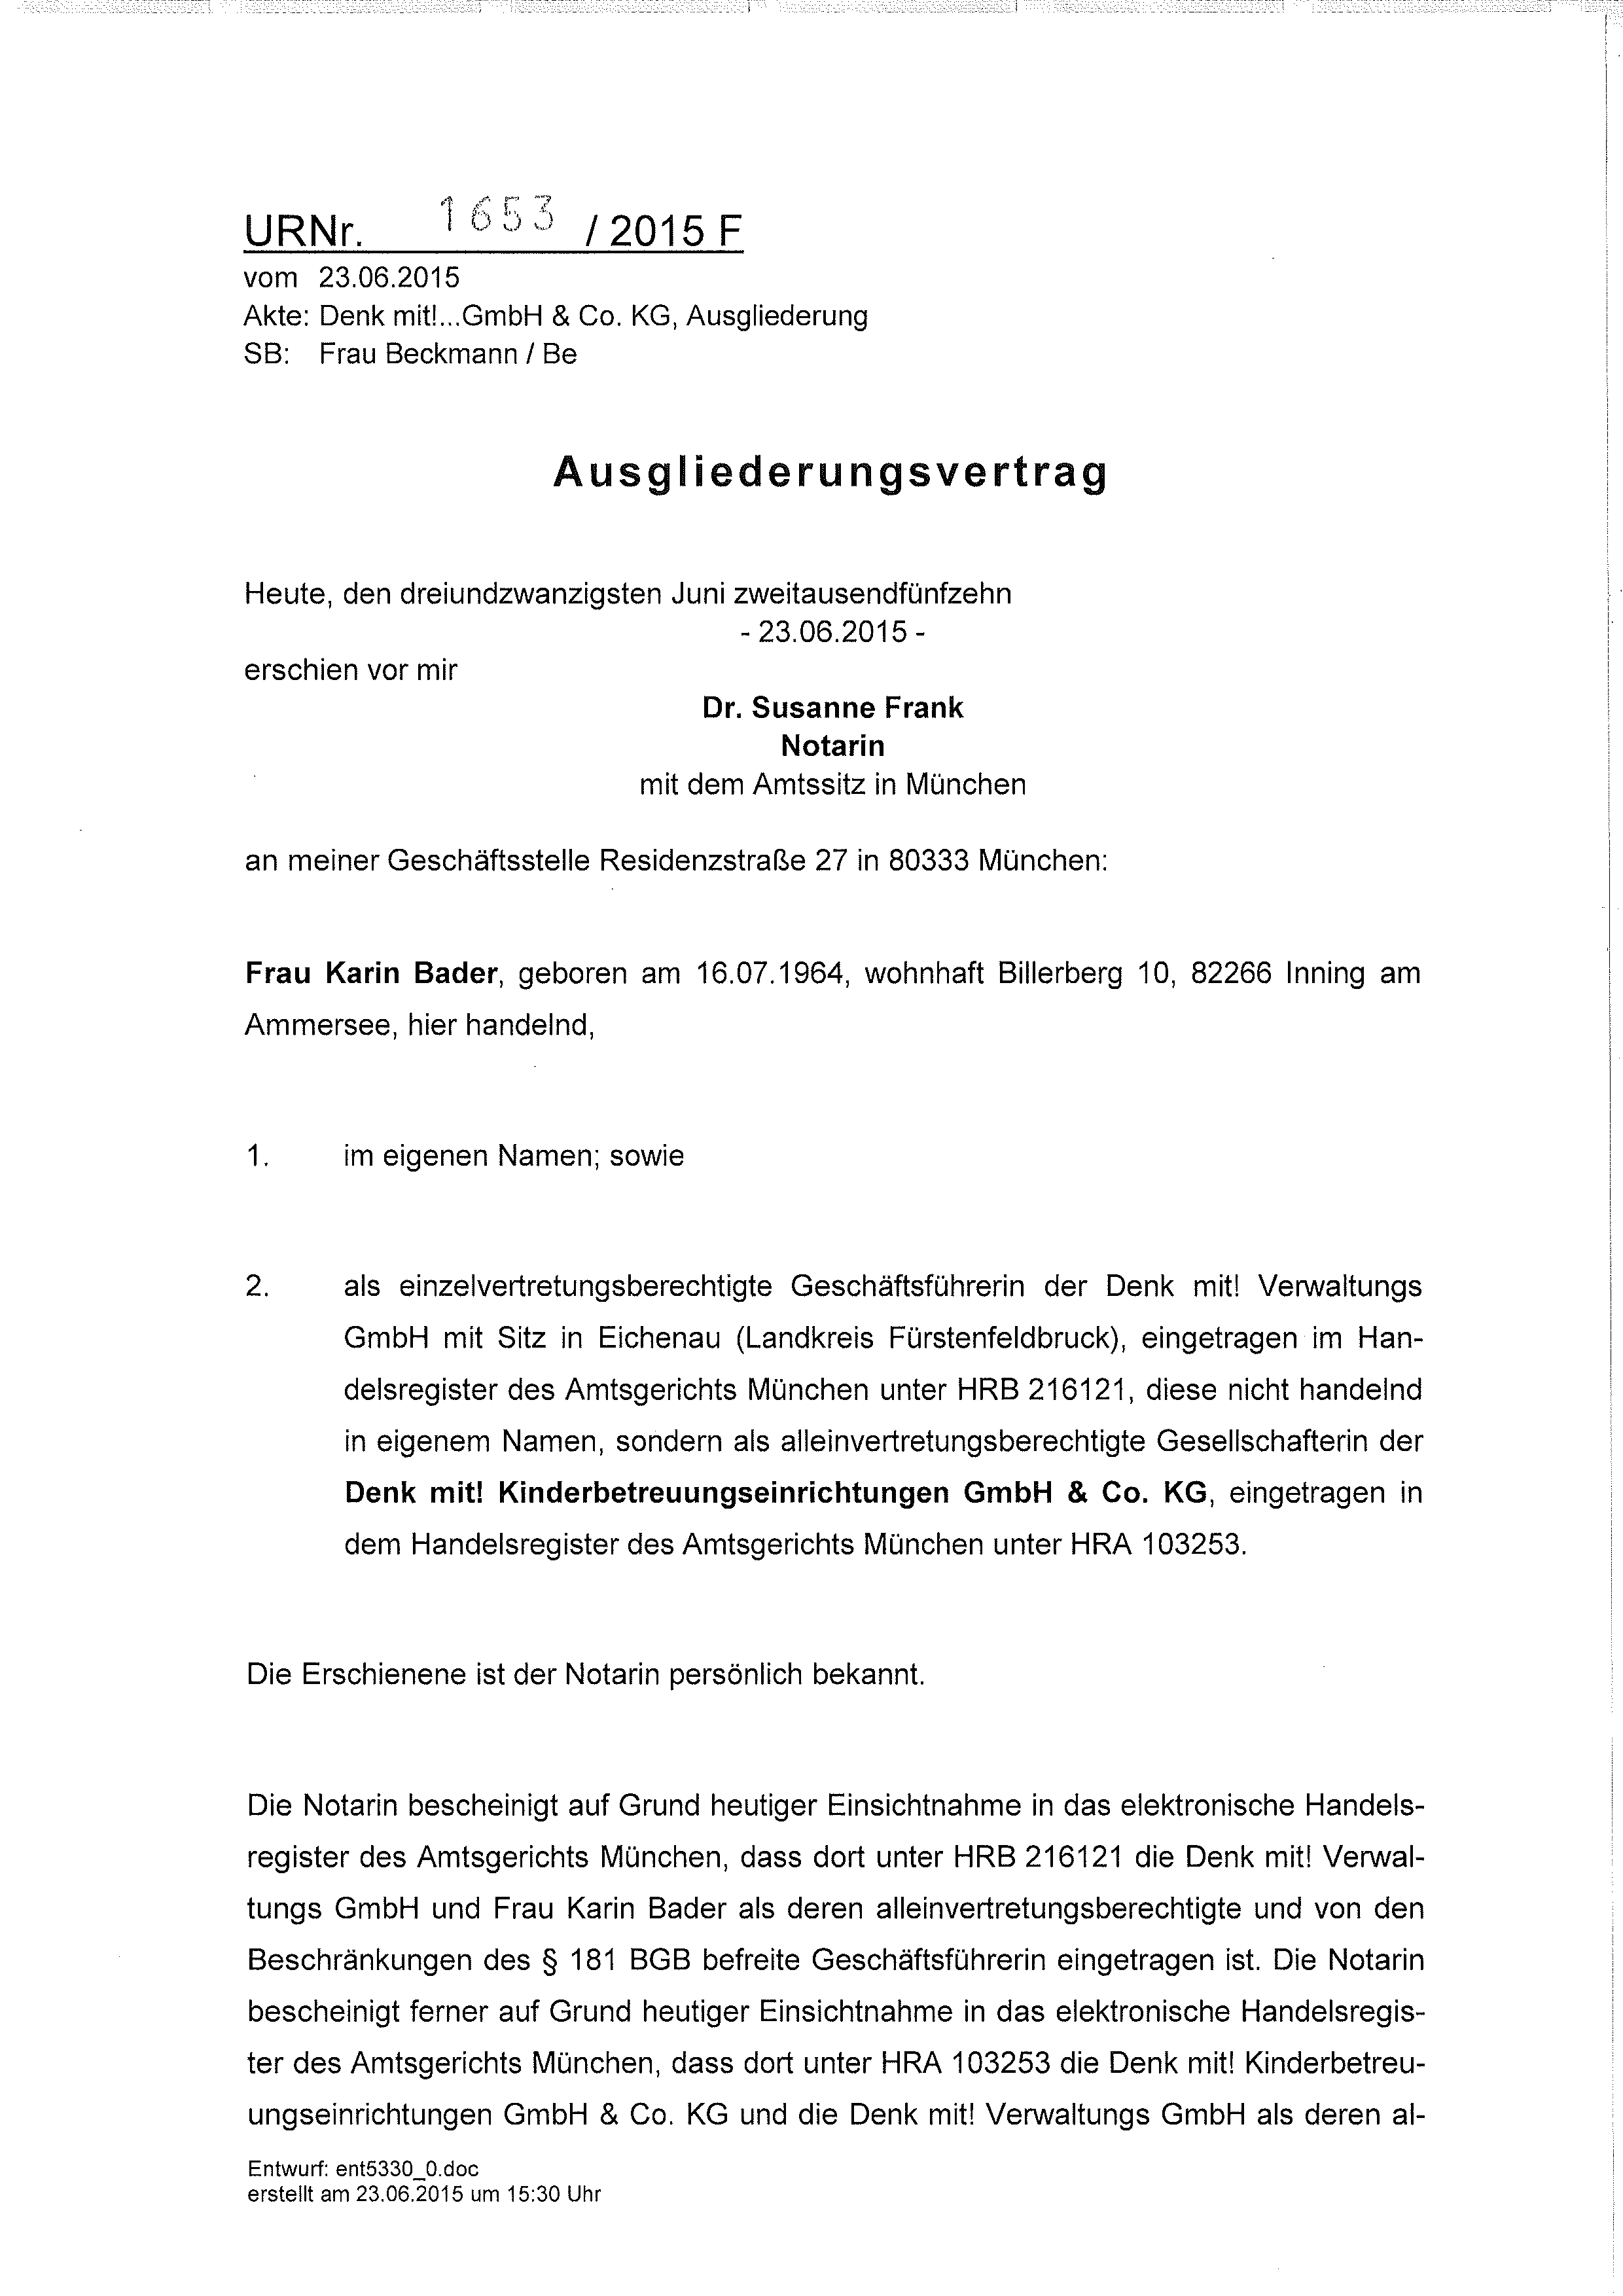 URNr. 1653 / 2015 F
vom 23.06.2015
Akte: Denk mit!...GmbH & Co. KG, Ausgliederung
SB: Frau Beckmann / Be
Ausgliederungsvertrag
Heute, den dreiundzwanzigsten Juni zweitausendfünfzehn
- 23.06.2015 -
erschien vor mir
Dr. Susanne Frank
Notarin
mit dem Amtssitz in München
an meiner Geschäftsstelle Residenzstraße 27 in 80333 München:
Frau Karin Bader, geboren am 16.07.1964, wohnhaft Billerberg 10, 82266 Inning am
Ammersee, hier handelnd,
1. im eigenen Namen; sowie
2. als einzelvertretungsberechtigte Geschäftsführerin der Denk mit! Verwaltungs
GmbH mit Sitz in Eichenau (Landkreis Fürstenfeldbruck), eingetragen im Han-
delsregister des Amtsgerichts München unter HRB 216121, diese nicht handelnd
in eigenem Namen, sondern als alleinvertretungsberechtigte Gesellschafterin der
Denk mit! Kinderbetreuungseinrichtungen GmbH & Co. KG, eingetragen in
dem Handelsregister des Amtsgerichts München unter HRA 103253.
Die Erschienene ist der Notarin persönlich bekannt.
Die Notarin bescheinigt auf Grund heutiger Einsichtnahme in das elektronische Handels-
register des Amtsgerichts München, dass dort unter HRB 216121 die Denk mit! Verwal-
tungs GmbH und Frau Karin Bader als deren alleinvertretungsberechtigte und von den
Beschränkungen des § 181 BGB befreite Geschäftsführerin eingetragen ist. Die Notarin
bescheinigt ferner auf Grund heutiger Einsichtnahme in das elektronische Handelsregis-
ter des Amtsgerichts München, dass dort unter HRA 103253 die Denk mit! Kinderbetreu-
ungseinrichtungen GmbH & Co. KG und die Denk mit! Verwaltungs GmbH als deren al-
Entwurf: ent5330_0.doc
erstellt am 23.06.2015 um 15:30 Uhr